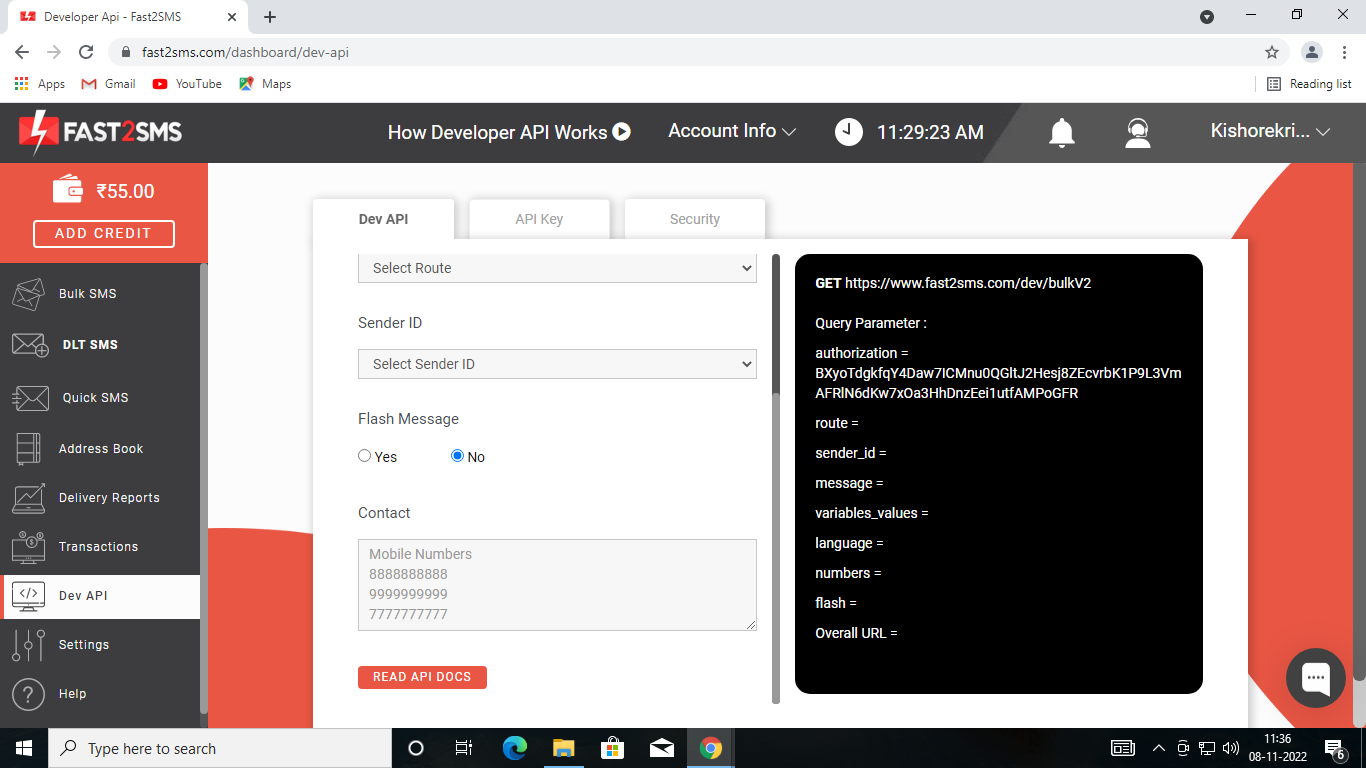 Developer Api - Fast2SMS
fast2sms.com/dashboard/dev-api
Apps Gmail YouTube Maps Reading list
FAST2SMS How Developer API Works Account Info 11:29:23 AM Kishorekri...
₹55.00
ADD CREDIT
Bulk SMS
DLT SMS
Quick SMS
Address Book
Delivery Reports
Transactions
Dev API
Settings
Help
Dev API API Key Security
Select Route
Sender ID
Select Sender ID
Flash Message
Yes No
Contact
Mobile Numbers
8888888888
9999999999
7777777777
READ API DOCS
GET https://www.fast2sms.com/dev/bulkV2
Query Parameter :
authorization =
BXyoTdgkfqY4Daw7ICMnu0QGltJ2Hesj8ZEcvrbK1P9L3Vm
AFRlN6dKw7xOa3HhDnzEei1utfAMPoGFR
route =
sender_id =
message =
variables_values =
language =
numbers =
flash =
Overall URL =
Type here to search
11:36
08-11-2022
6